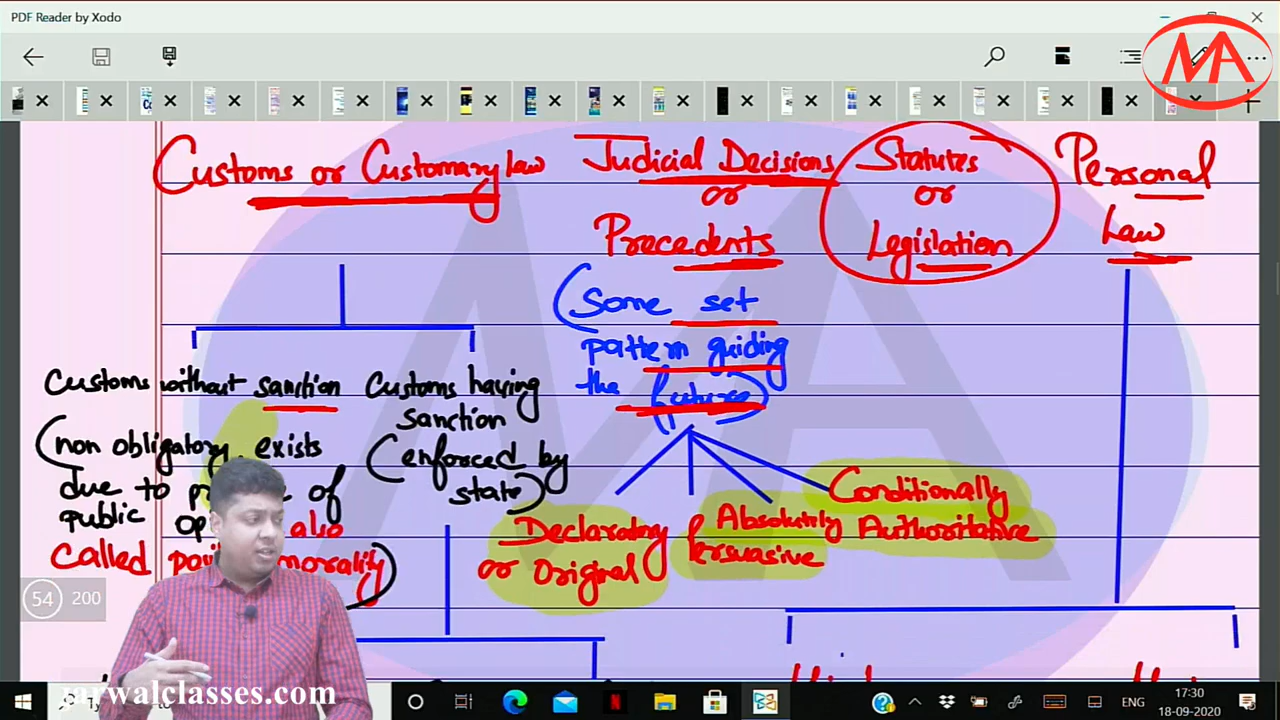 PDF Reader by Xodo
MA
Customs or Customary Law
Judicial Decisions
or
Precedents
Statutes
or
Legislation
Personal
Law
(Some set
pattern guiding
the future)
Customs without sanction
(non obligatory, exists
due to of
public also
called morality)
Customs having
sanction
(enforced by
state)
Declaratory
or Original
Persuasive
Absolutely
Authoritative
Conditionally
54 200
arwalclasses.com
ENG
17:30
18-09-2020